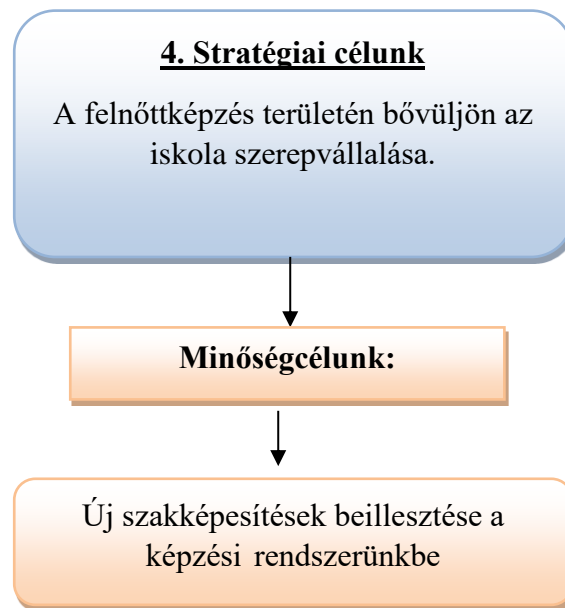 4. Stratégiai célunk
A felnőttképzés területén bővüljön az
iskola szerepvállalása.
Minőségcélunk:
Új szakképesítések beillesztése a
képzési rendszerünkbe